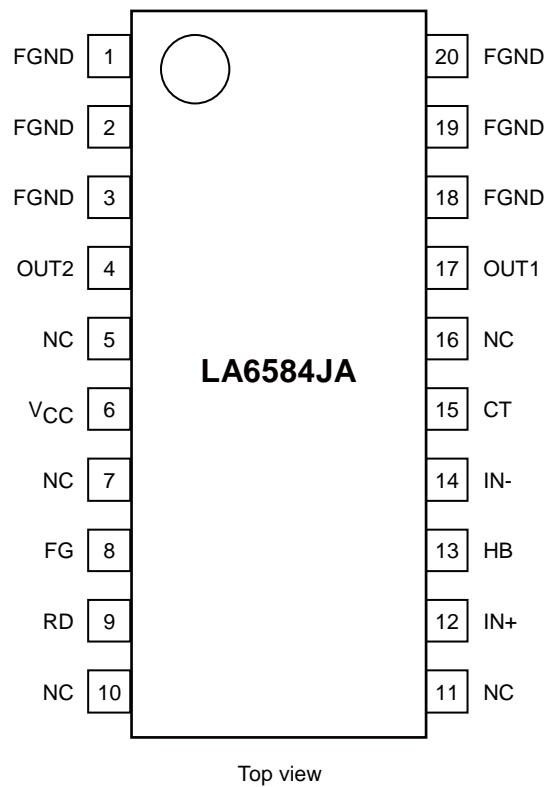 FGND 1 20 FGND
FGND 2 19 FGND
FGND 3 18 FGND
OUT2 4 17 OUT1
NC 5 16 NC
LA6584JA
VCC 6 15 CT
NC 7 14 IN-
FG 8 13 HB
RD 9 12 IN+
NC 10 11 NC
Top view